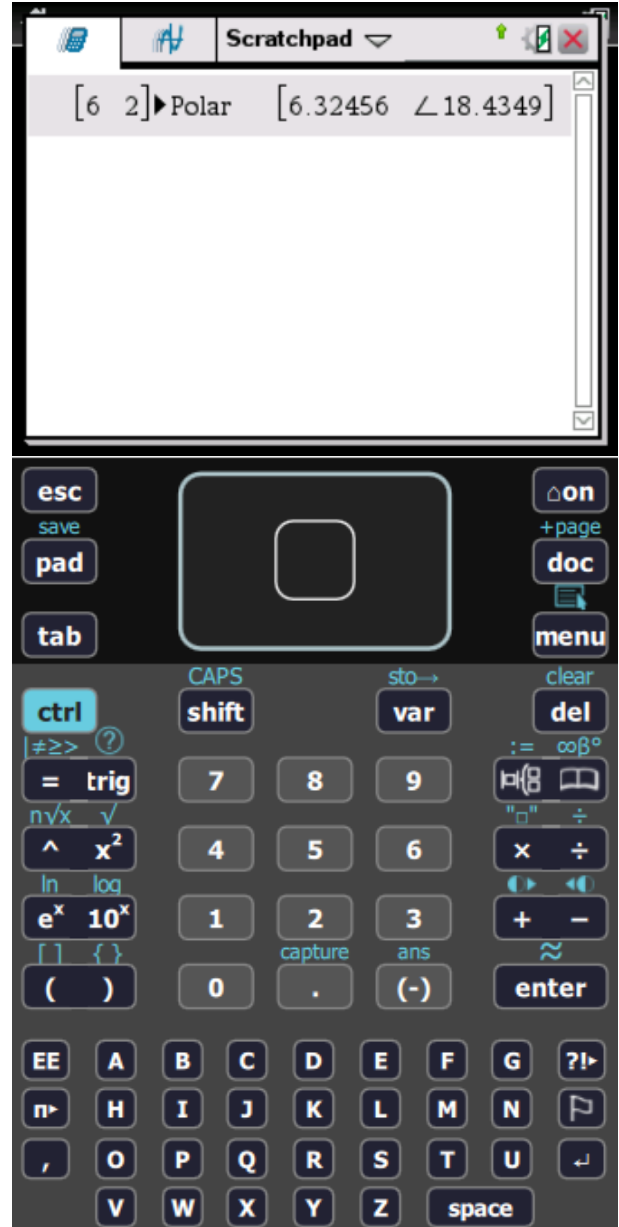 Scratchpad
[6 2]▶Polar [6.32456 ∠18.4349]
esc
⌂on
save
+page
pad
doc
tab
menu
CAPS sto→ clear
ctrl shift var del
|≠≥> ? := ∞β°
= trig 7 8 9
n√x √ "□" ÷
^ x² 4 5 6 × ÷
ln log
eˣ 10ˣ 1 2 3 + −
[ ] { } capture ans ≈
( ) 0 . (-) enter
EE A B C D E F G ?!▸
π▸ H I J K L M N
, O P Q R S T U ↵
V W X Y Z space